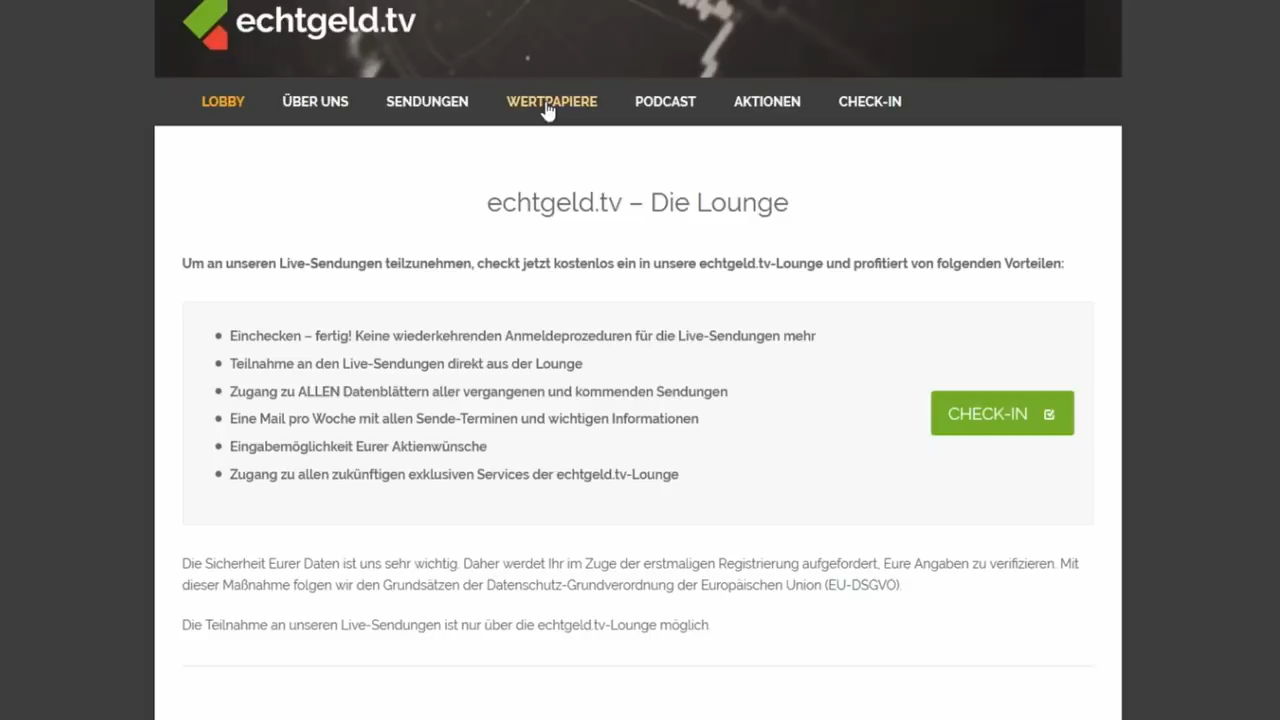 echtgeld.tv
LOBBY ÜBER UNS SENDUNGEN WERTPAPIERE PODCAST AKTIONEN CHECK-IN
echtgeld.tv – Die Lounge
Um an unseren Live-Sendungen teilzunehmen, checkt jetzt kostenlos ein in unsere echtgeld.tv-Lounge und profitiert von folgenden Vorteilen:
• Einchecken – fertig! Keine wiederkehrenden Anmeldeprozeduren für die Live-Sendungen mehr
• Teilnahme an den Live-Sendungen direkt aus der Lounge
• Zugang zu ALLEN Datenblättern aller vergangenen und kommenden Sendungen
• Eine Mail pro Woche mit allen Sende-Terminen und wichtigen Informationen
• Eingabemöglichkeit Eurer Aktienwünsche
• Zugang zu allen zukünftigen exklusiven Services der echtgeld.tv-Lounge
CHECK-IN
Die Sicherheit Eurer Daten ist uns sehr wichtig. Daher werdet Ihr im Zuge der erstmaligen Registrierung aufgefordert, Eure Angaben zu verifizieren. Mit
dieser Maßnahme folgen wir den Grundsätzen der Datenschutz-Grundverordnung der Europäischen Union (EU-DSGVO).
Die Teilnahme an unseren Live-Sendungen ist nur über die echtgeld.tv-Lounge möglich.